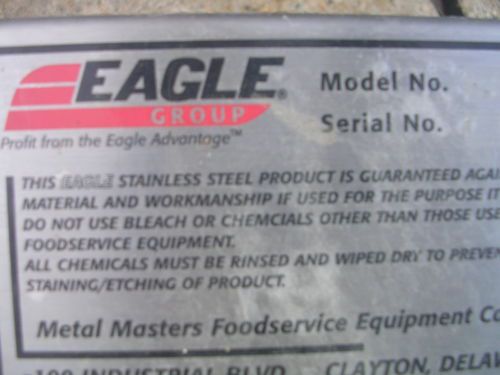 EAGLE®
GROUP
Profit from the Eagle Advantage™
Model No.
Serial No.
THIS EAGLE STAINLESS STEEL PRODUCT IS GUARANTEED AGAI
MATERIAL AND WORKMANSHIP IF USED FOR THE PURPOSE IT
DO NOT USE BLEACH OR CHEMCIALS OTHER THAN THOSE USE
FOODSERVICE EQUIPMENT.
ALL CHEMICALS MUST BE RINSED AND WIPED DRY TO PREVEN
STAINING/ETCHING OF PRODUCT.
Metal Masters Foodservice Equipment Co
100 INDUSTRIAL BLVD CLAYTON, DELAW